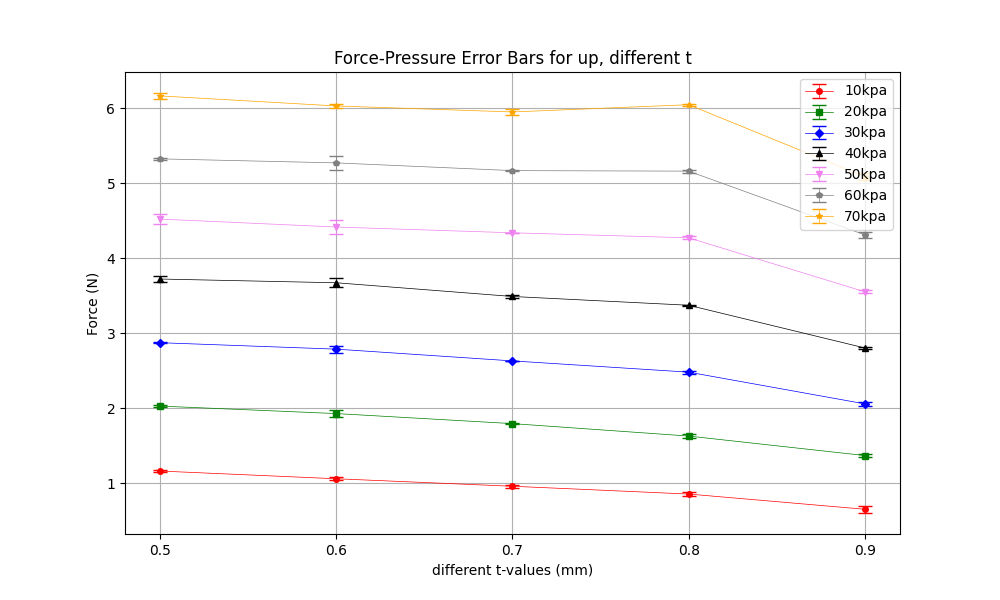 Force-Pressure Error Bars for up, different t
10kpa
20kpa
30kpa
40kpa
50kpa
60kpa
70kpa
6
5
4
3
2
1
Force (N)
0.5 0.6 0.7 0.8 0.9
different t-values (mm)